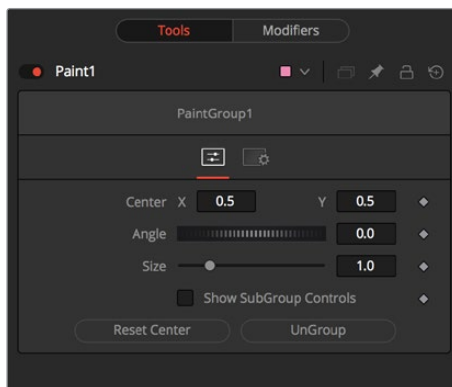 Tools Modifiers
Paint1
PaintGroup1
Center X 0.5 Y 0.5
Angle 0.0
Size 1.0
Show SubGroup Controls
Reset Center UnGroup